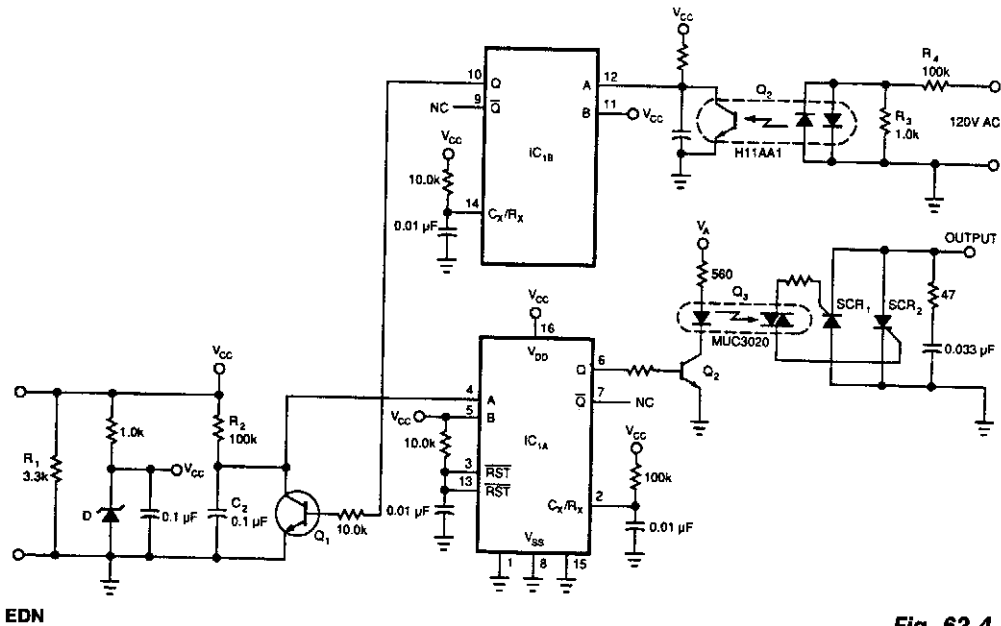 VCC
R4
100k
10
Q
A
12
Q2
NC
9
Q̅
B
11
VCC
R3
1.0k
120V AC
H11AA1
VCC
IC1B
10.0k
14
CX/RX
0.01 µF
VA
OUTPUT
560
VCC
Q3
SCR1
SCR2
47
16
MUC3020
0.033 µF
VDD
VCC
4
A
Q
6
Q2
VCC
5
B
Q̅
7
NC
R2
100k
IC1A
VCC
1.0k
10.0k
R1
3.3k
VCC
3
RST
100k
13
RST
D
0.1 µF
C2
0.1 µF
Q1
10.0k
0.01 µF
CX/RX
2
0.01 µF
VSS
1
8
15
EDN
Fig. 62-4